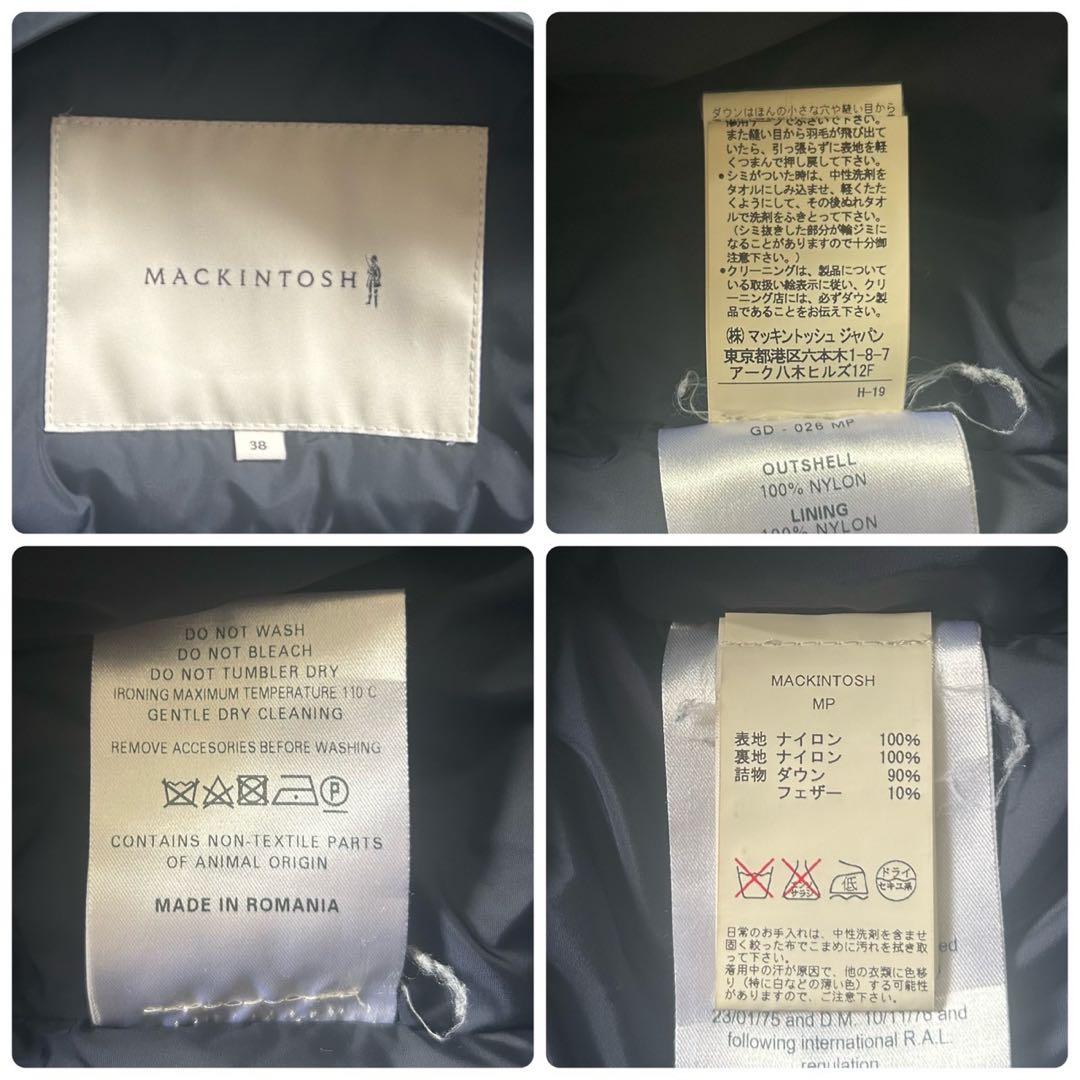 MACKINTOSH
38
ダウンはほんの小さな穴や縫い目から
また縫い目から羽毛が飛び出て
いたら、引っ張らずに表地を軽
くつまんで押し戻して下さい。
●シミがついた時は、中性洗剤を
タオルにしみ込ませ、軽くたた
くようにして、その後ぬれタオ
ルで洗剤をふきとって下さい。
(シミ抜きした部分が輪ジミに
なることがありますので十分御
注意下さい。)
●クリーニングは、製品について
いる取扱い絵表示に従い、クリ
ーニング店には、必ずダウン製
品であることをお伝え下さい。
(株)マッキントッシュ ジャパン
東京都港区六本木1-8-7
アーク八木ヒルズ12F
H-19
GD - 026 MP
OUTSHELL
100% NYLON
LINING
100% NYLON
DO NOT WASH
DO NOT BLEACH
DO NOT TUMBLER DRY
IRONING MAXIMUM TEMPERATURE 110 C
GENTLE DRY CLEANING
REMOVE ACCESORIES BEFORE WASHING
P
CONTAINS NON-TEXTILE PARTS
OF ANIMAL ORIGIN
MADE IN ROMANIA
MACKINTOSH
MP
表地 ナイロン 100%
裏地 ナイロン 100%
詰物 ダウン 90%
フェザー 10%
エンソ サラシ 低 ドライ セキユ系
日常のお手入れは、中性洗剤を含ませ
固く絞った布でこまめに汚れを拭き取
って下さい。
着用中の汗が原因で、他の衣類に色移
り(特に白などの薄い色)する可能性
がありますので、ご注意下さい。
ed
23/01/75 and D.M. 10/11/76 and
following international R.A.L.
regulation